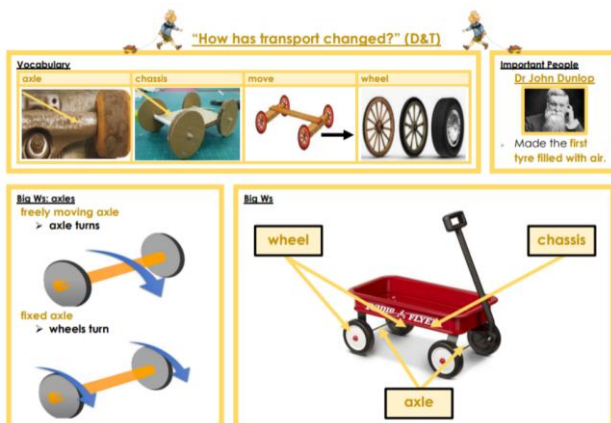 "How has transport changed?" (D&T)
Vocabulary
axle
chassis
move
wheel
Important People
Dr John Dunlop
- Made the first
tyre filled with air.
Big Ws: axles
freely moving axle
➢ axle turns
fixed axle
➢ wheels turn
Big Ws
wheel
chassis
RADIO FLYER
axle